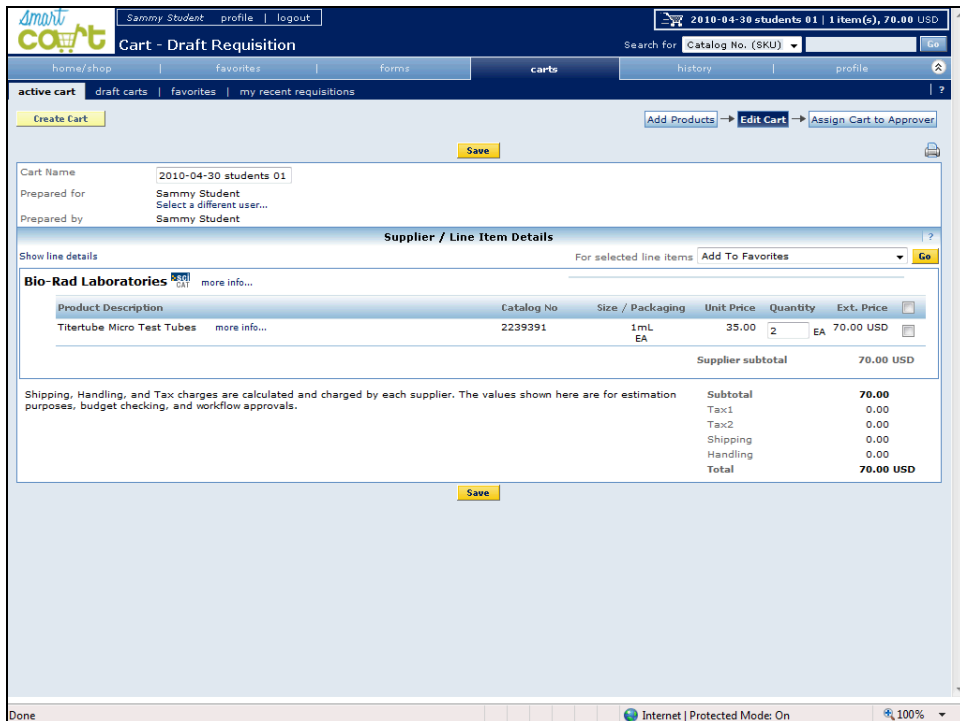 smart cart
Sammy Student profile | logout
2010-04-30 students 01 | 1 item(s), 70.00 USD
Cart - Draft Requisition
Search for Catalog No. (SKU) Go
home/shop | favorites | forms carts history | profile
active cart draft carts | favorites | my recent requisitions | ?
Create Cart
Add Products Edit Cart Assign Cart to Approver
Save
Cart Name 2010-04-30 students 01
Prepared for Sammy Student
Select a different user...
Prepared by Sammy Student
Supplier / Line Item Details | ?
Show line details For selected line items Add To Favorites Go
Bio-Rad Laboratories sci CAT more info...
Product Description Catalog No Size / Packaging Unit Price Quantity Ext. Price
Titertube Micro Test Tubes more info... 2239391 1mL 35.00 2 EA 70.00 USD
EA
Supplier subtotal 70.00 USD
Shipping, Handling, and Tax charges are calculated and charged by each supplier. The values shown here are for estimation
purposes, budget checking, and workflow approvals.
Subtotal 70.00
Tax1 0.00
Tax2 0.00
Shipping 0.00
Handling 0.00
Total 70.00 USD
Save
Done Internet | Protected Mode: On 100%